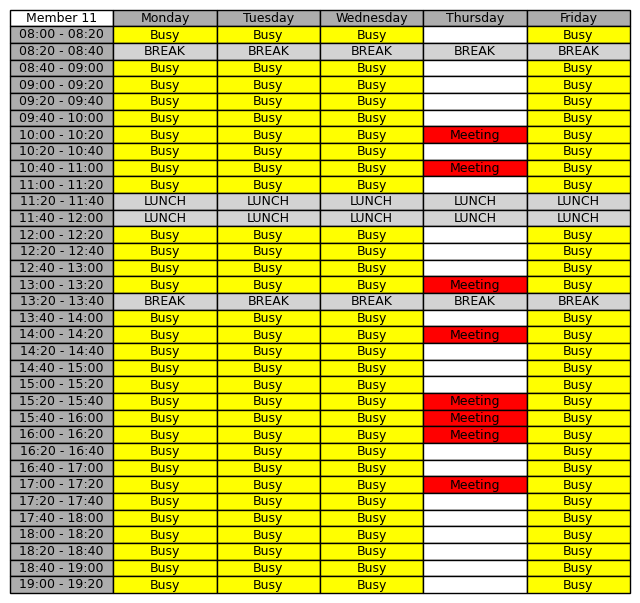 Member 11 Monday Tuesday Wednesday Thursday Friday
08:00 - 08:20 Busy Busy Busy Busy
08:20 - 08:40 BREAK BREAK BREAK BREAK BREAK
08:40 - 09:00 Busy Busy Busy Busy
09:00 - 09:20 Busy Busy Busy Busy
09:20 - 09:40 Busy Busy Busy Busy
09:40 - 10:00 Busy Busy Busy Busy
10:00 - 10:20 Busy Busy Busy Meeting Busy
10:20 - 10:40 Busy Busy Busy Busy
10:40 - 11:00 Busy Busy Busy Meeting Busy
11:00 - 11:20 Busy Busy Busy Busy
11:20 - 11:40 LUNCH LUNCH LUNCH LUNCH LUNCH
11:40 - 12:00 LUNCH LUNCH LUNCH LUNCH LUNCH
12:00 - 12:20 Busy Busy Busy Busy
12:20 - 12:40 Busy Busy Busy Busy
12:40 - 13:00 Busy Busy Busy Busy
13:00 - 13:20 Busy Busy Busy Meeting Busy
13:20 - 13:40 BREAK BREAK BREAK BREAK BREAK
13:40 - 14:00 Busy Busy Busy Busy
14:00 - 14:20 Busy Busy Busy Meeting Busy
14:20 - 14:40 Busy Busy Busy Busy
14:40 - 15:00 Busy Busy Busy Busy
15:00 - 15:20 Busy Busy Busy Busy
15:20 - 15:40 Busy Busy Busy Meeting Busy
15:40 - 16:00 Busy Busy Busy Meeting Busy
16:00 - 16:20 Busy Busy Busy Meeting Busy
16:20 - 16:40 Busy Busy Busy Busy
16:40 - 17:00 Busy Busy Busy Busy
17:00 - 17:20 Busy Busy Busy Meeting Busy
17:20 - 17:40 Busy Busy Busy Busy
17:40 - 18:00 Busy Busy Busy Busy
18:00 - 18:20 Busy Busy Busy Busy
18:20 - 18:40 Busy Busy Busy Busy
18:40 - 19:00 Busy Busy Busy Busy
19:00 - 19:20 Busy Busy Busy Busy